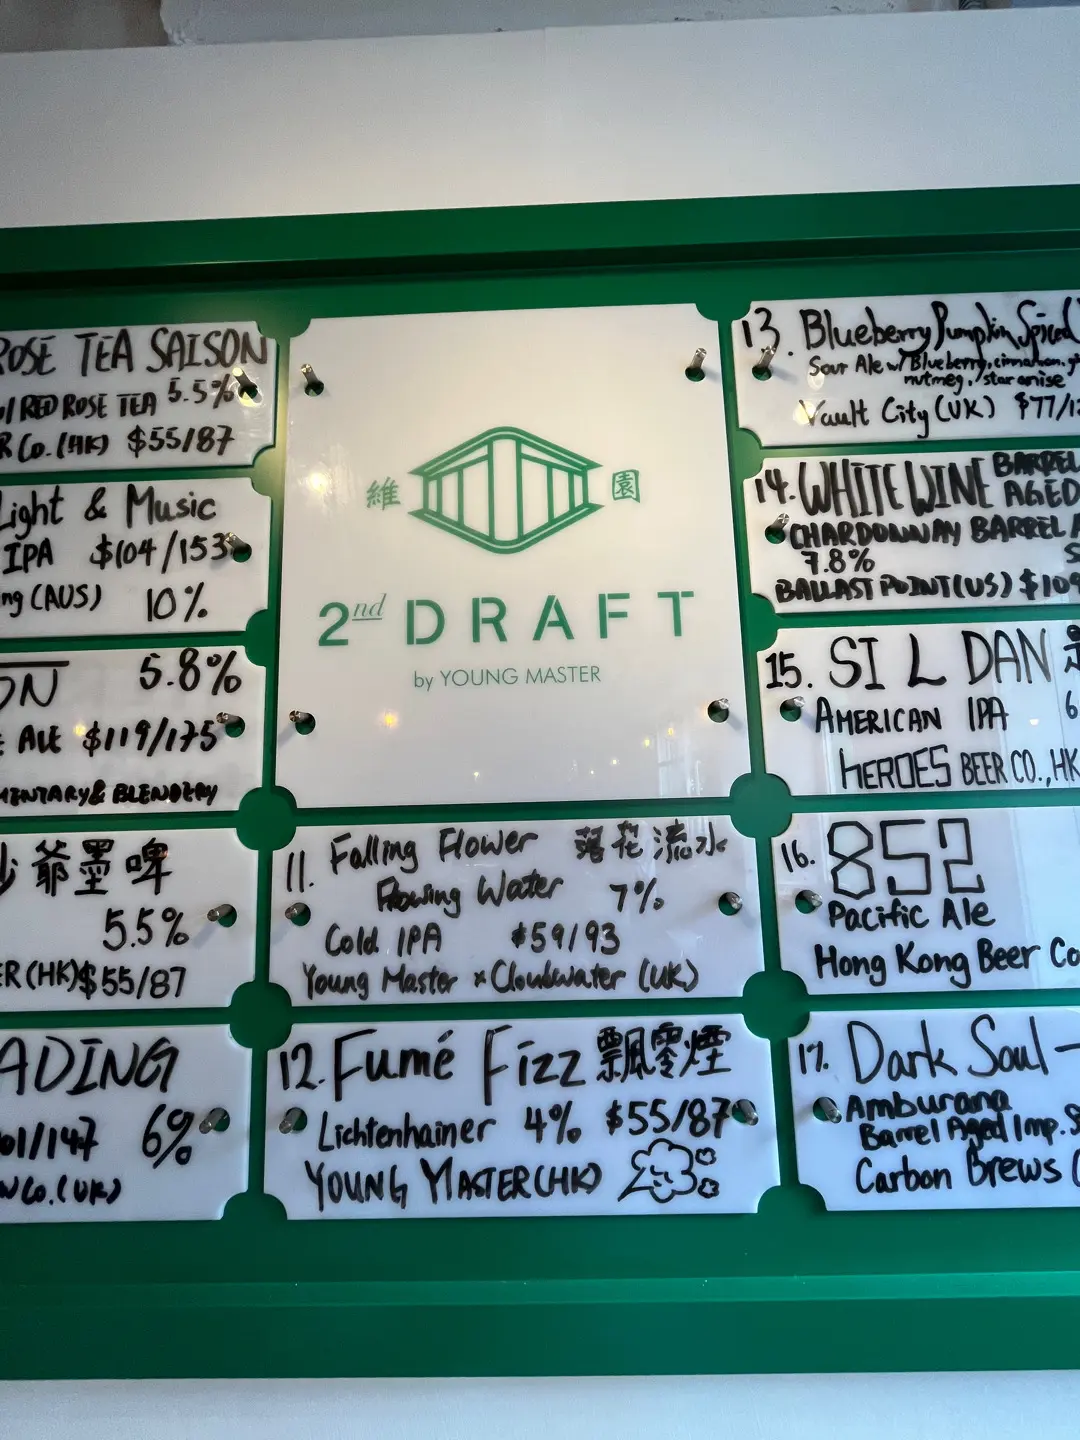 ROSE TEA SAISON
W/ RED ROSE TEA 5.5%
Co. (HK) $55/87
Light & Music
IPA $104/153
(AUS) 10%
5.8%
ALE $119/175
& BLENDERY
爺墨啤
5.5%
(HK) $55/87
ADING
01/147 6%
Co. (UK)
維 園
2nd DRAFT
by YOUNG MASTER
11. Falling Flower 落花流水
Flowing Water 7%
Cold IPA $59/93
Young Master × Cloudwater (UK)
12. Fumé Fizz 飄零煙
Lichtenhainer 4% $55/87
YOUNG MASTER (HK)
13. Blueberry Pumpkin Spiced
Sour Ale w/ Blueberry, cinnamon,
nutmeg, star anise
Vault City (UK) $77/
14. WHITE WINE BARREL
AGED
CHARDONNAY BARREL
7.8%
BALLAST POINT (US) $109
15. SI L DAN
AMERICAN IPA 6
HEROES BEER CO., HK
16. 852
Pacific Ale
Hong Kong Beer Co
17. Dark Soul -
Amburana
Barrel Aged Imp. S
Carbon Brews (